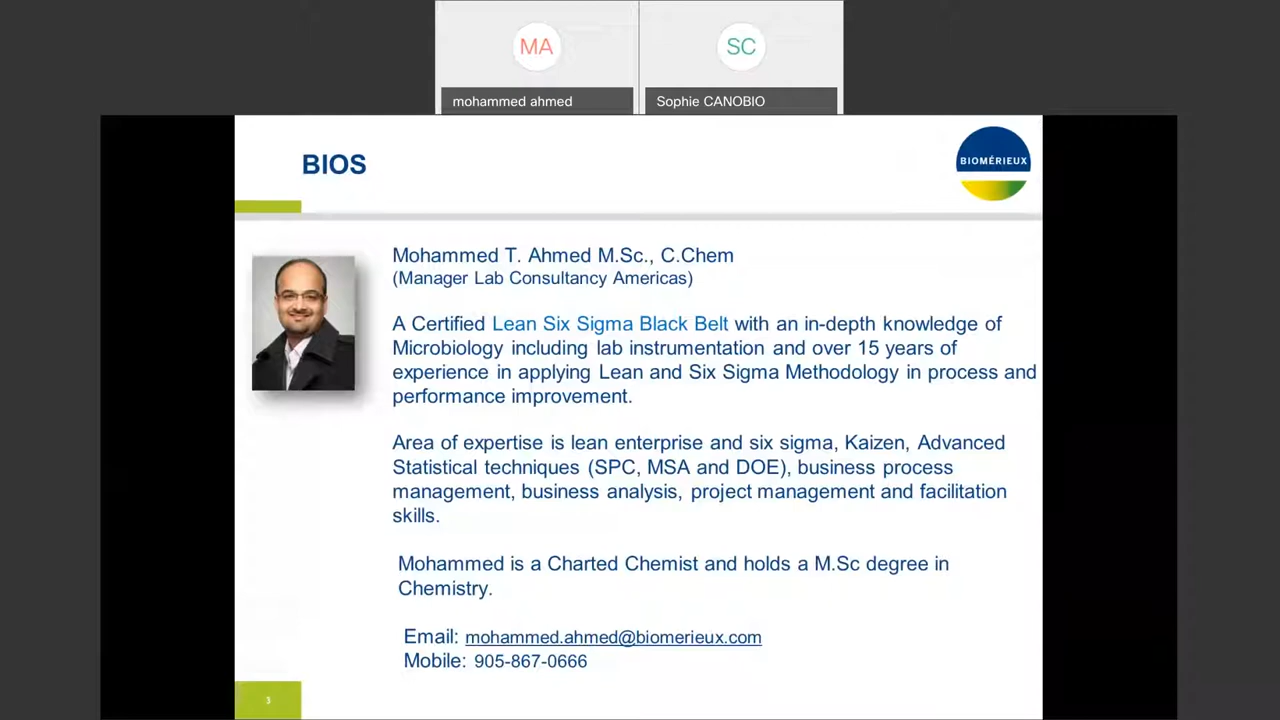 MA
SC
mohammed ahmed
Sophie CANOBIO
BIOS
BIOMÉRIEUX
Mohammed T. Ahmed M.Sc., C.Chem
(Manager Lab Consultancy Americas)
A Certified Lean Six Sigma Black Belt with an in-depth knowledge of
Microbiology including lab instrumentation and over 15 years of
experience in applying Lean and Six Sigma Methodology in process and
performance improvement.
Area of expertise is lean enterprise and six sigma, Kaizen, Advanced
Statistical techniques (SPC, MSA and DOE), business process
management, business analysis, project management and facilitation
skills.
Mohammed is a Charted Chemist and holds a M.Sc degree in
Chemistry.
Email: mohammed.ahmed@biomerieux.com
Mobile: 905-867-0666
3